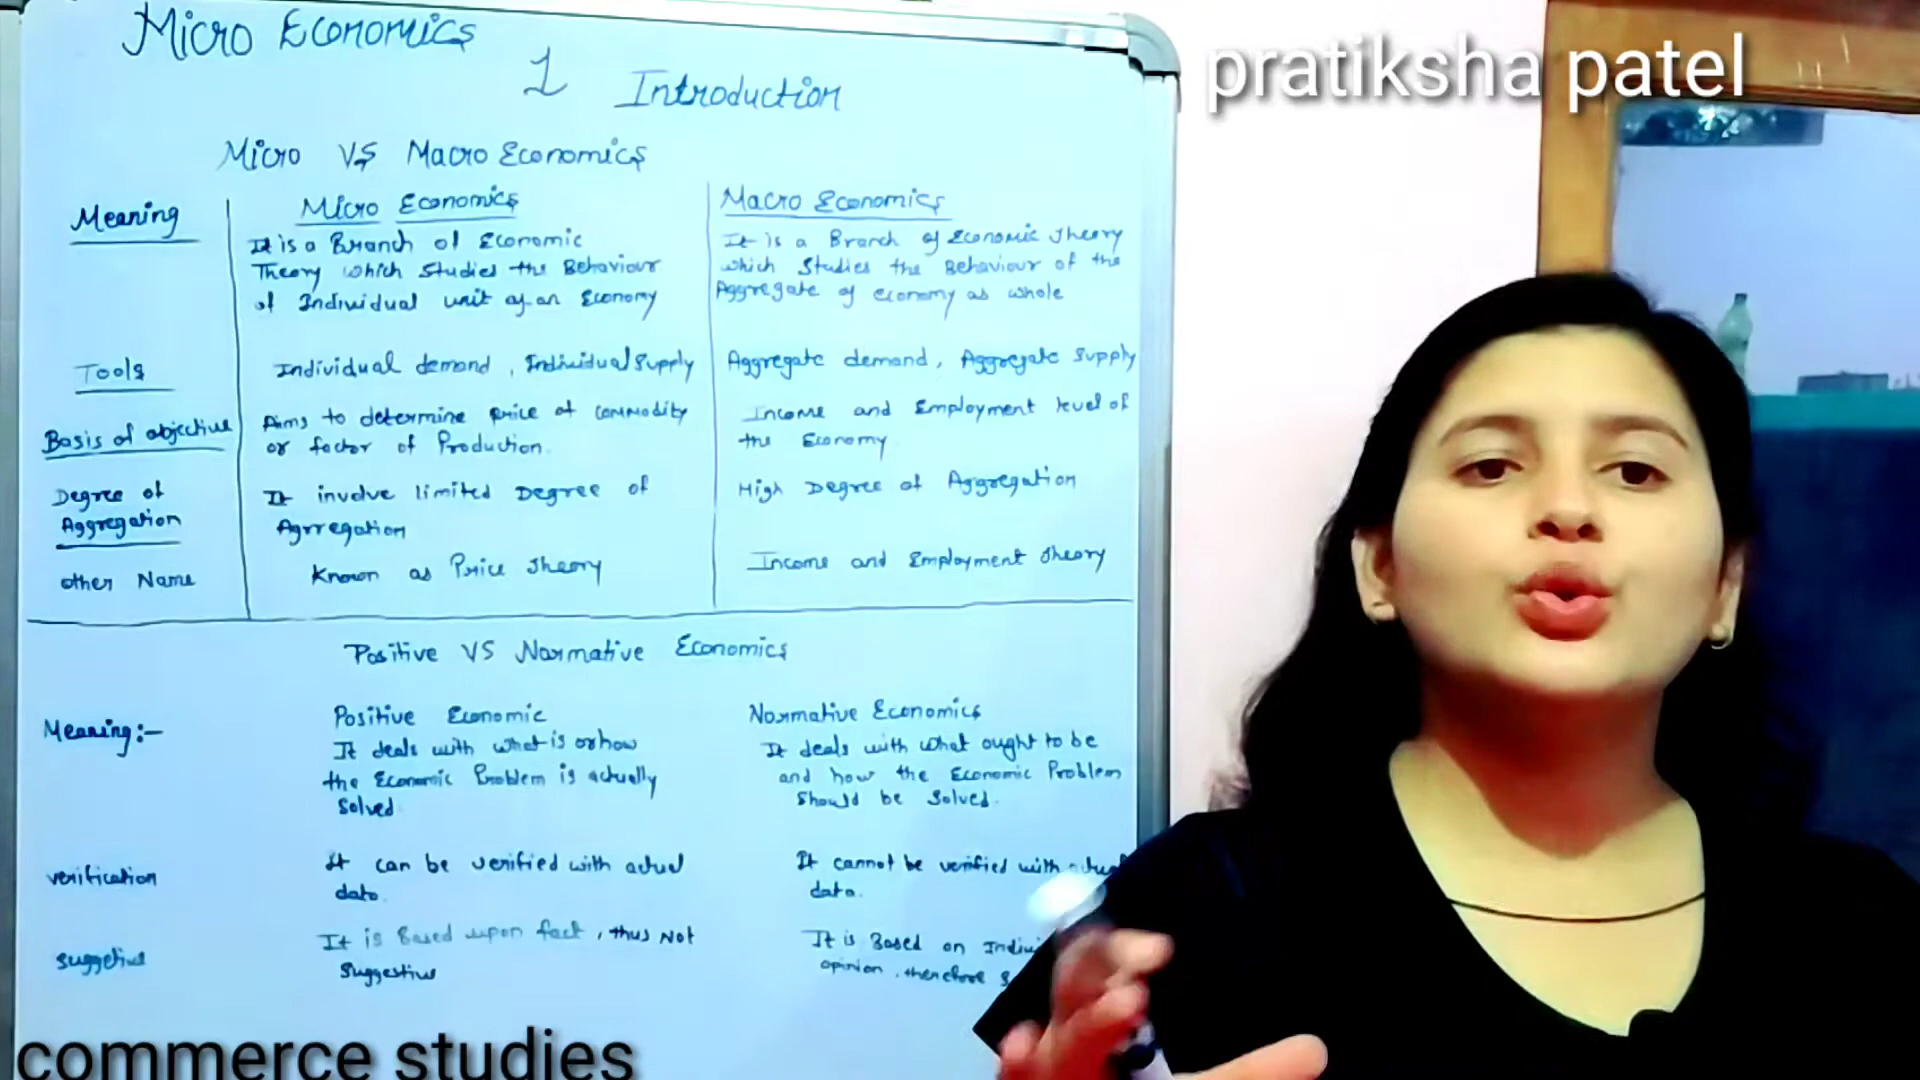 Micro Economics
1 Introduction
pratiksha patel
Micro VS Macro Economics
Meaning
Micro Economics
It is a Branch of Economic
Theory which Studies the Behaviour
of Individual unit of an Economy
Macro Economics
It is a Branch of Economic Theory
which Studies the Behaviour of the
Aggregate of economy as whole
Tools
Individual demand, Individual Supply
Aggregate demand, Aggregate Supply
Basis of objective
Aims to determine price of commodity
or factor of Production.
Income and Employment level of
the Economy
Degree of
Aggregation
It involve limited Degree of
Agrregation
High Degree of Aggregation
other Name
Known as Price Theory
Income and Employment Theory
Positive VS Normative Economics
Meaning:-
Positive Economic
It deals with what is or how
the Economic Problem is actually
Solved
Normative Economics
It deals with what ought to be
and how the Economic Problem
Should be Solved.
verification
It can be verified with actual
data.
It cannot be verified with
data.
It is Based upon fact, thus Not
Suggestive
It is Based on
opinion, therefore
commerce studies